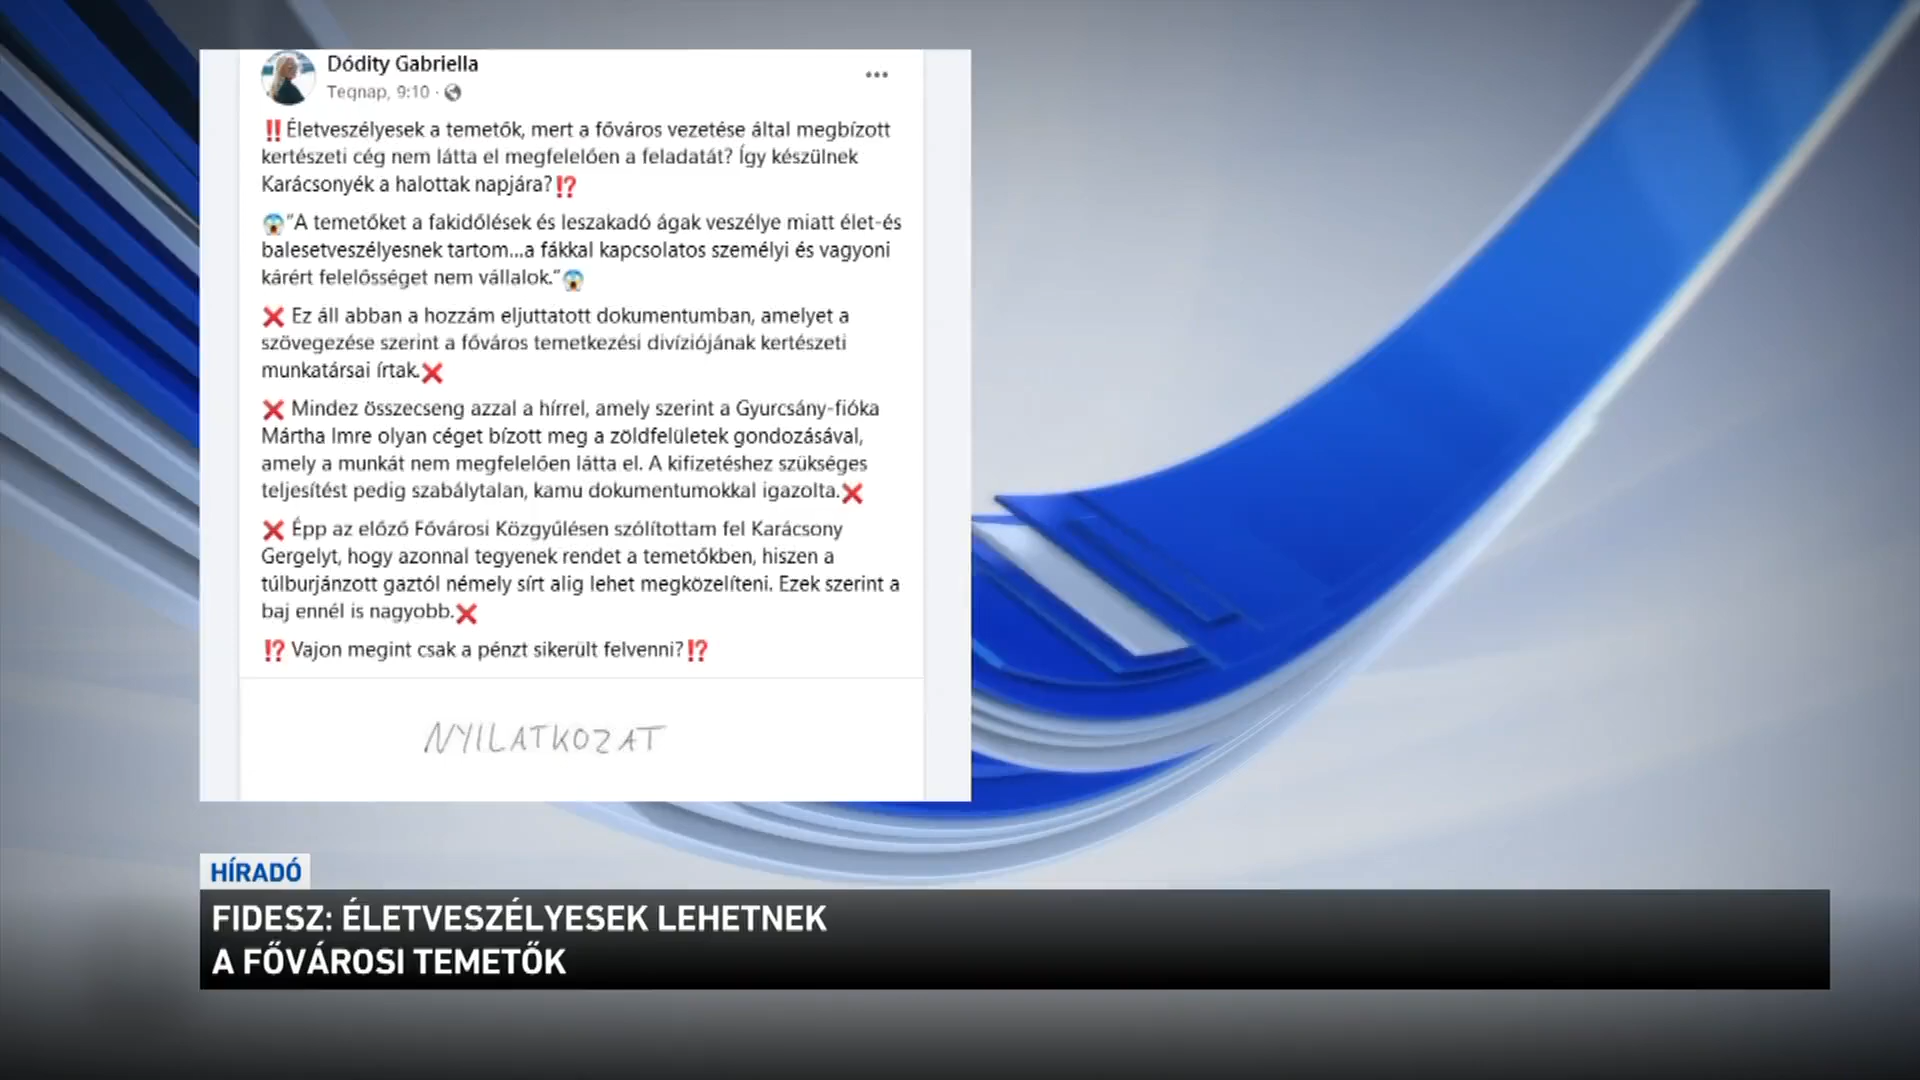 Dódity Gabriella
Tegnap, 9:10 ·
‼Életveszélyesek a temetők, mert a főváros vezetése által megbízott
kertészeti cég nem látta el megfelelően a feladatát? Így készülnek
Karácsonyék a halottak napjára?⁉
😱"A temetőket a fakidőlések és leszakadó ágak veszélye miatt élet-és
balesetveszélyesnek tartom...a fákkal kapcsolatos személyi és vagyoni
kárért felelősséget nem vállalok."😱
❌ Ez áll abban a hozzám eljuttatott dokumentumban, amelyet a
szövegezése szerint a főváros temetkezési divíziójának kertészeti
munkatársai írtak.❌
❌ Mindez összecseng azzal a hírrel, amely szerint a Gyurcsány-fióka
Mártha Imre olyan céget bízott meg a zöldfelületek gondozásával,
amely a munkát nem megfelelően látta el. A kifizetéshez szükséges
teljesítést pedig szabálytalan, kamu dokumentumokkal igazolta.❌
❌ Épp az előző Fővárosi Közgyűlésen szólítottam fel Karácsony
Gergelyt, hogy azonnal tegyenek rendet a temetőkben, hiszen a
túlburjánzott gaztól némely sírt alig lehet megközelíteni. Ezek szerint a
baj ennél is nagyobb.❌
⁉ Vajon megint csak a pénzt sikerült felvenni?⁉
NYILATKOZAT
HÍRADÓ
FIDESZ: ÉLETVESZÉLYESEK LEHETNEK
A FŐVÁROSI TEMETŐK